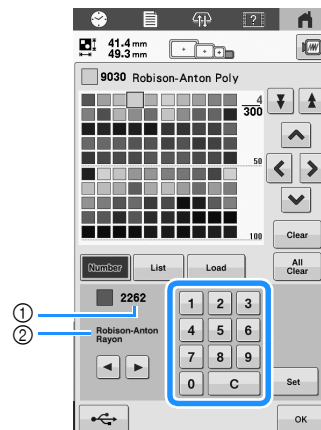 ?
41.4 mm
49.3 mm
9030 Robison-Anton Poly
4
300
50
100
Clear
Number List Load All Clear
① 2262
② Robison-Anton Rayon
1 2 3
4 5 6
7 8 9
0 C Set
OK